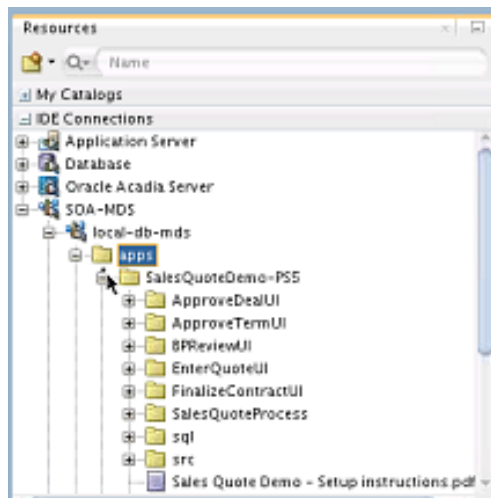 Resources
Name
My Catalogs
IDE Connections
Application Server
Database
Oracle Acadia Server
SOA-MDS
local-db-mds
apps
SalesQuoteDemo-PS5
ApproveDealUI
ApproveTermUI
BPReviewUI
EnterQuoteUI
FinalizeContractUI
SalesQuoteProcess
sql
src
Sales Quote Demo - Setup instructions.pdf